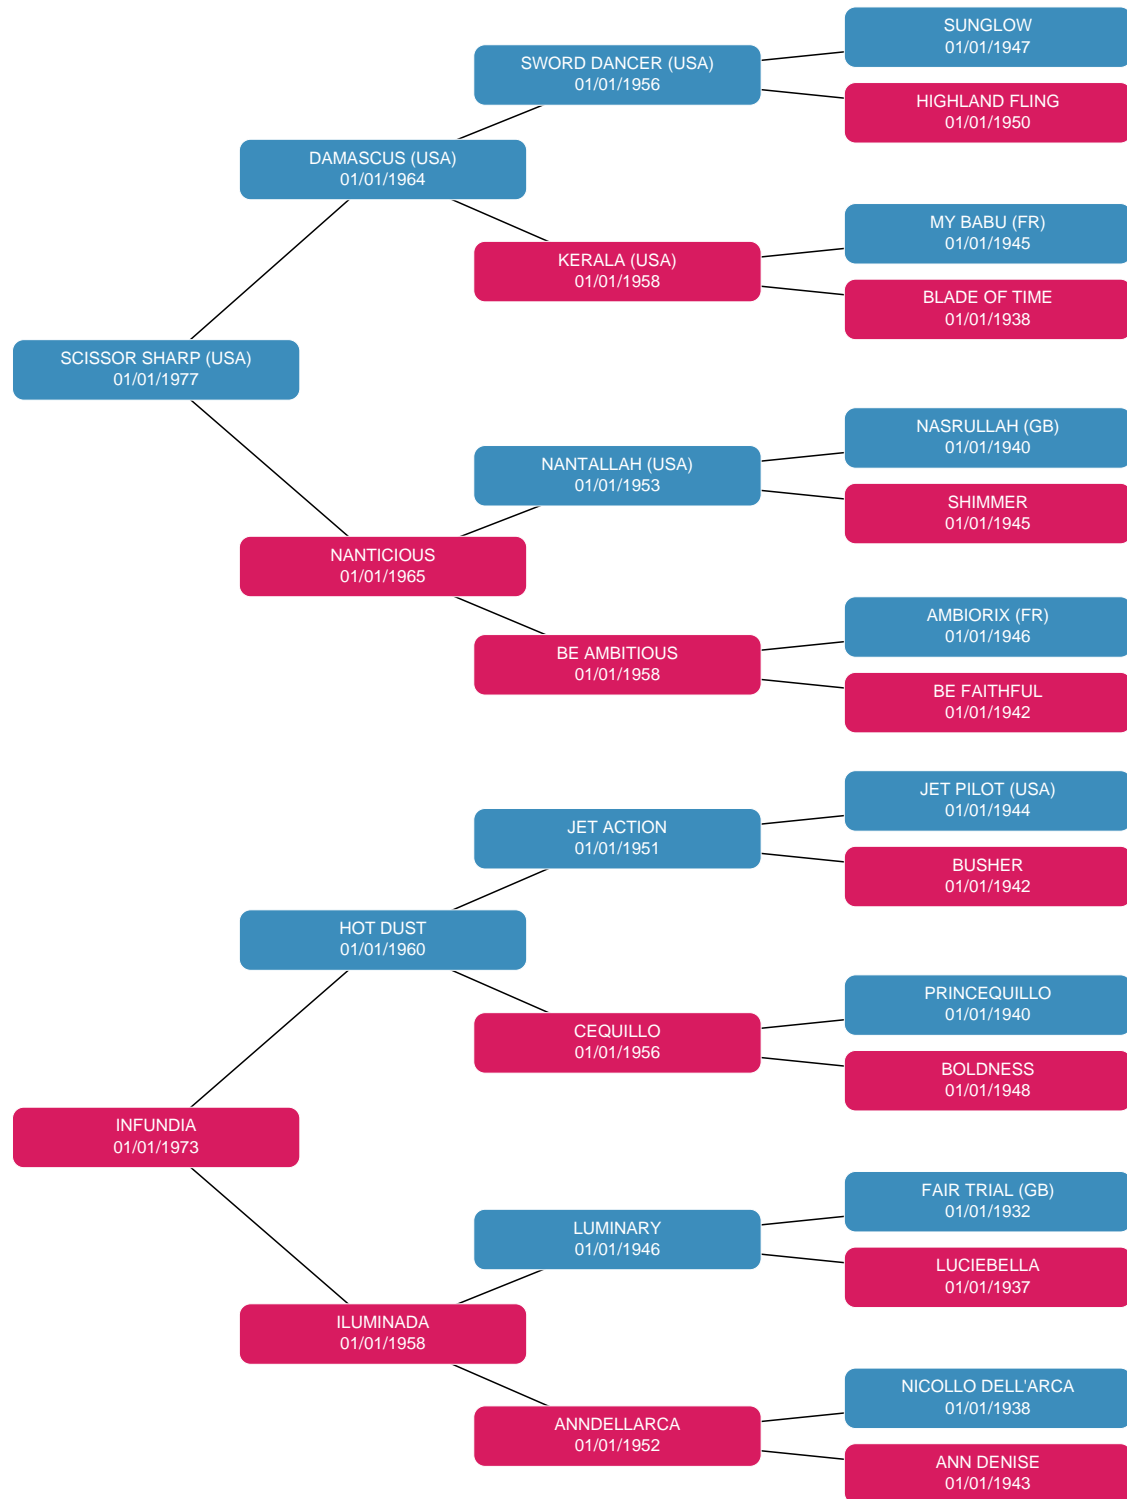 SUNGLOW
01/01/1947
SWORD DANCER (USA)
01/01/1956
HIGHLAND FLING
01/01/1950
DAMASCUS (USA)
01/01/1964
MY BABU (FR)
01/01/1945
KERALA (USA)
01/01/1958
BLADE OF TIME
01/01/1938
SCISSOR SHARP (USA)
01/01/1977
NASRULLAH (GB)
01/01/1940
NANTALLAH (USA)
01/01/1953
SHIMMER
01/01/1945
NANTICIOUS
01/01/1965
AMBIORIX (FR)
01/01/1946
BE AMBITIOUS
01/01/1958
BE FAITHFUL
01/01/1942
JET PILOT (USA)
01/01/1944
JET ACTION
01/01/1951
BUSHER
01/01/1942
HOT DUST
01/01/1960
PRINCEQUILLO
01/01/1940
CEQUILLO
01/01/1956
BOLDNESS
01/01/1948
INFUNDIA
01/01/1973
FAIR TRIAL (GB)
01/01/1932
LUMINARY
01/01/1946
LUCIEBELLA
01/01/1937
ILUMINADA
01/01/1958
NICOLLO DELL'ARCA
01/01/1938
ANNDELLARCA
01/01/1952
ANN DENISE
01/01/1943